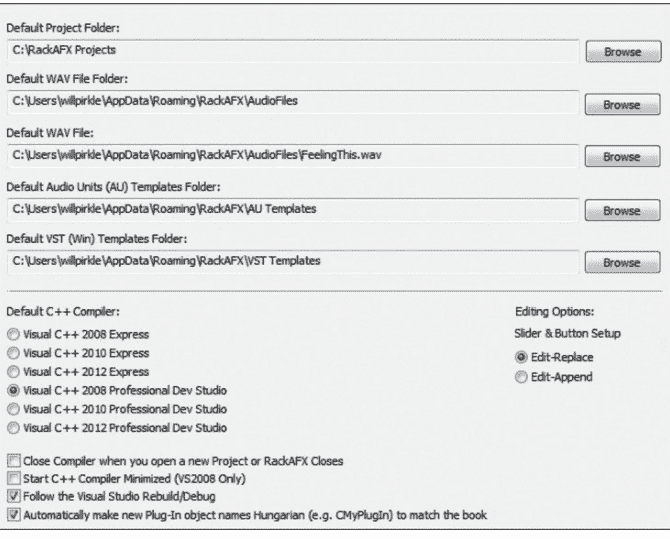 Default Project Folder:
C:\RackAFX Projects
Browse
Default WAV File Folder:
C:\Users\willpirkle\AppData\Roaming\RackAFX\AudioFiles
Browse
Default WAV File:
C:\Users\willpirkle\AppData\Roaming\RackAFX\AudioFiles\FeelingThis.wav
Browse
Default Audio Units (AU) Templates Folder:
C:\Users\willpirkle\AppData\Roaming\RackAFX\AU Templates
Browse
Default VST (Win) Templates Folder:
C:\Users\willpirkle\AppData\Roaming\RackAFX\VST Templates
Browse
Default C++ Compiler:
Visual C++ 2008 Express
Visual C++ 2010 Express
Visual C++ 2012 Express
Visual C++ 2008 Professional Dev Studio
Visual C++ 2010 Professional Dev Studio
Visual C++ 2012 Professional Dev Studio
Editing Options:
Slider & Button Setup
Edit-Replace
Edit-Append
Close Compiler when you open a new Project or RackAFX Closes
Start C++ Compiler Minimized (VS2008 Only)
Follow the Visual Studio Rebuild/Debug
Automatically make new Plug-In object names Hungarian (e.g. CMyPlugIn) to match the book